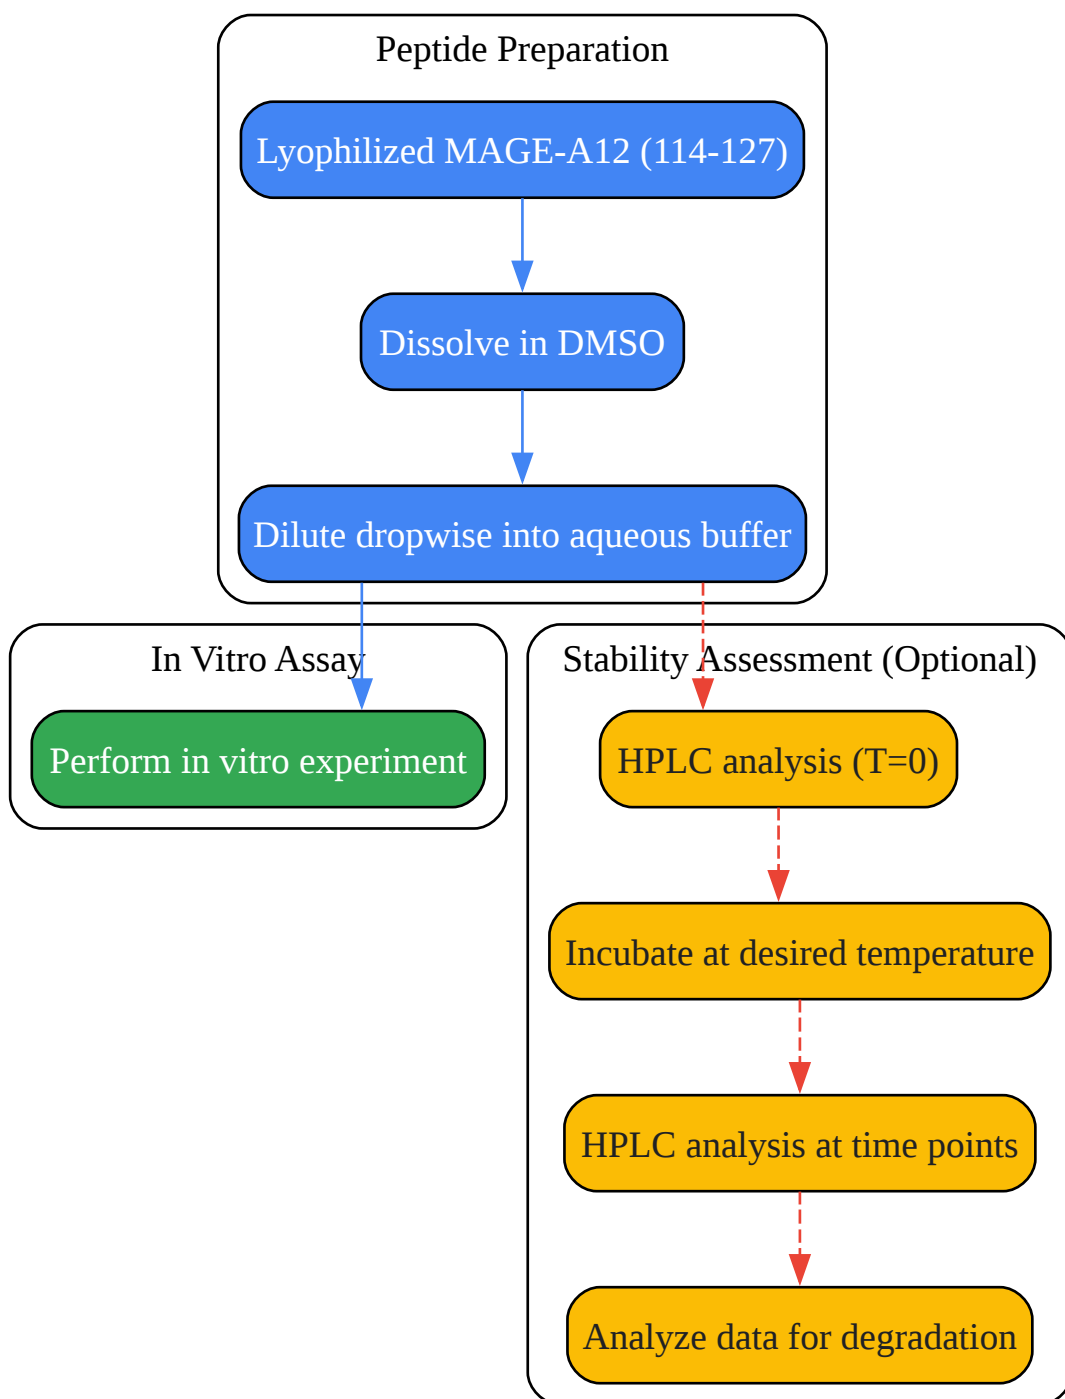 Peptide Preparation
Lyophilized MAGE-A12 (114-127)
Dissolve in DMSO
Dilute dropwise into aqueous buffer
In Vitro Assay
Perform in vitro experiment
Stability Assessment (Optional)
HPLC analysis (T=0)
Incubate at desired temperature
HPLC analysis at time points
Analyze data for degradation